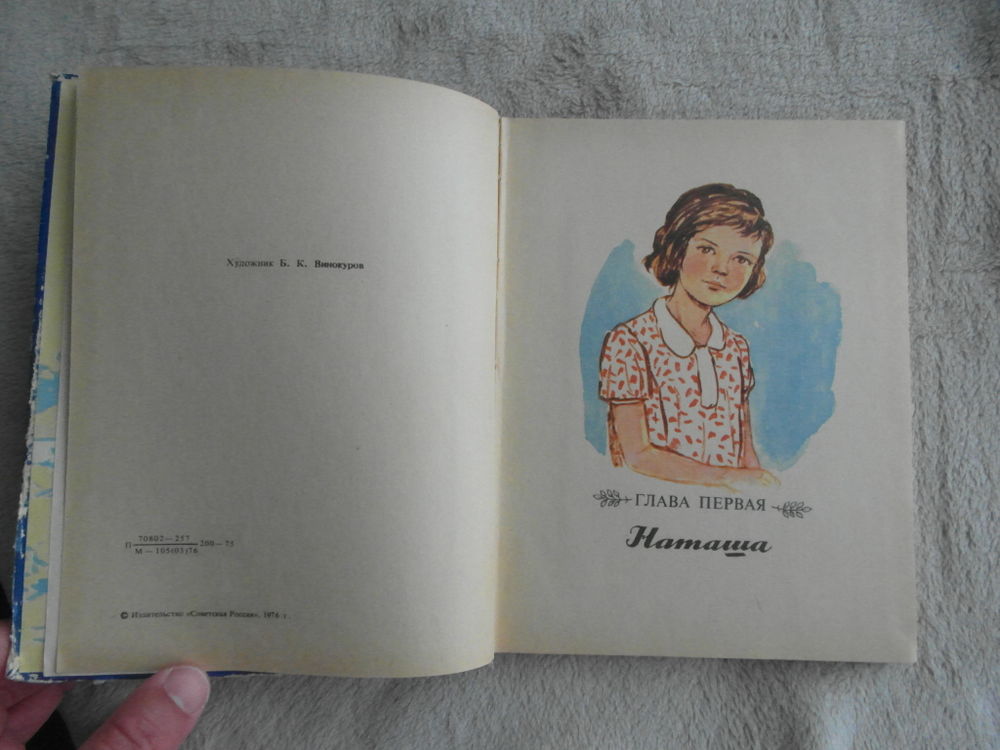 Художник Б. К. Винокуров
П 70802—257 200—75
М—105(03)76
© Издательство «Советская Россия», 1976 г.
ГЛАВА ПЕРВАЯ
Наташа